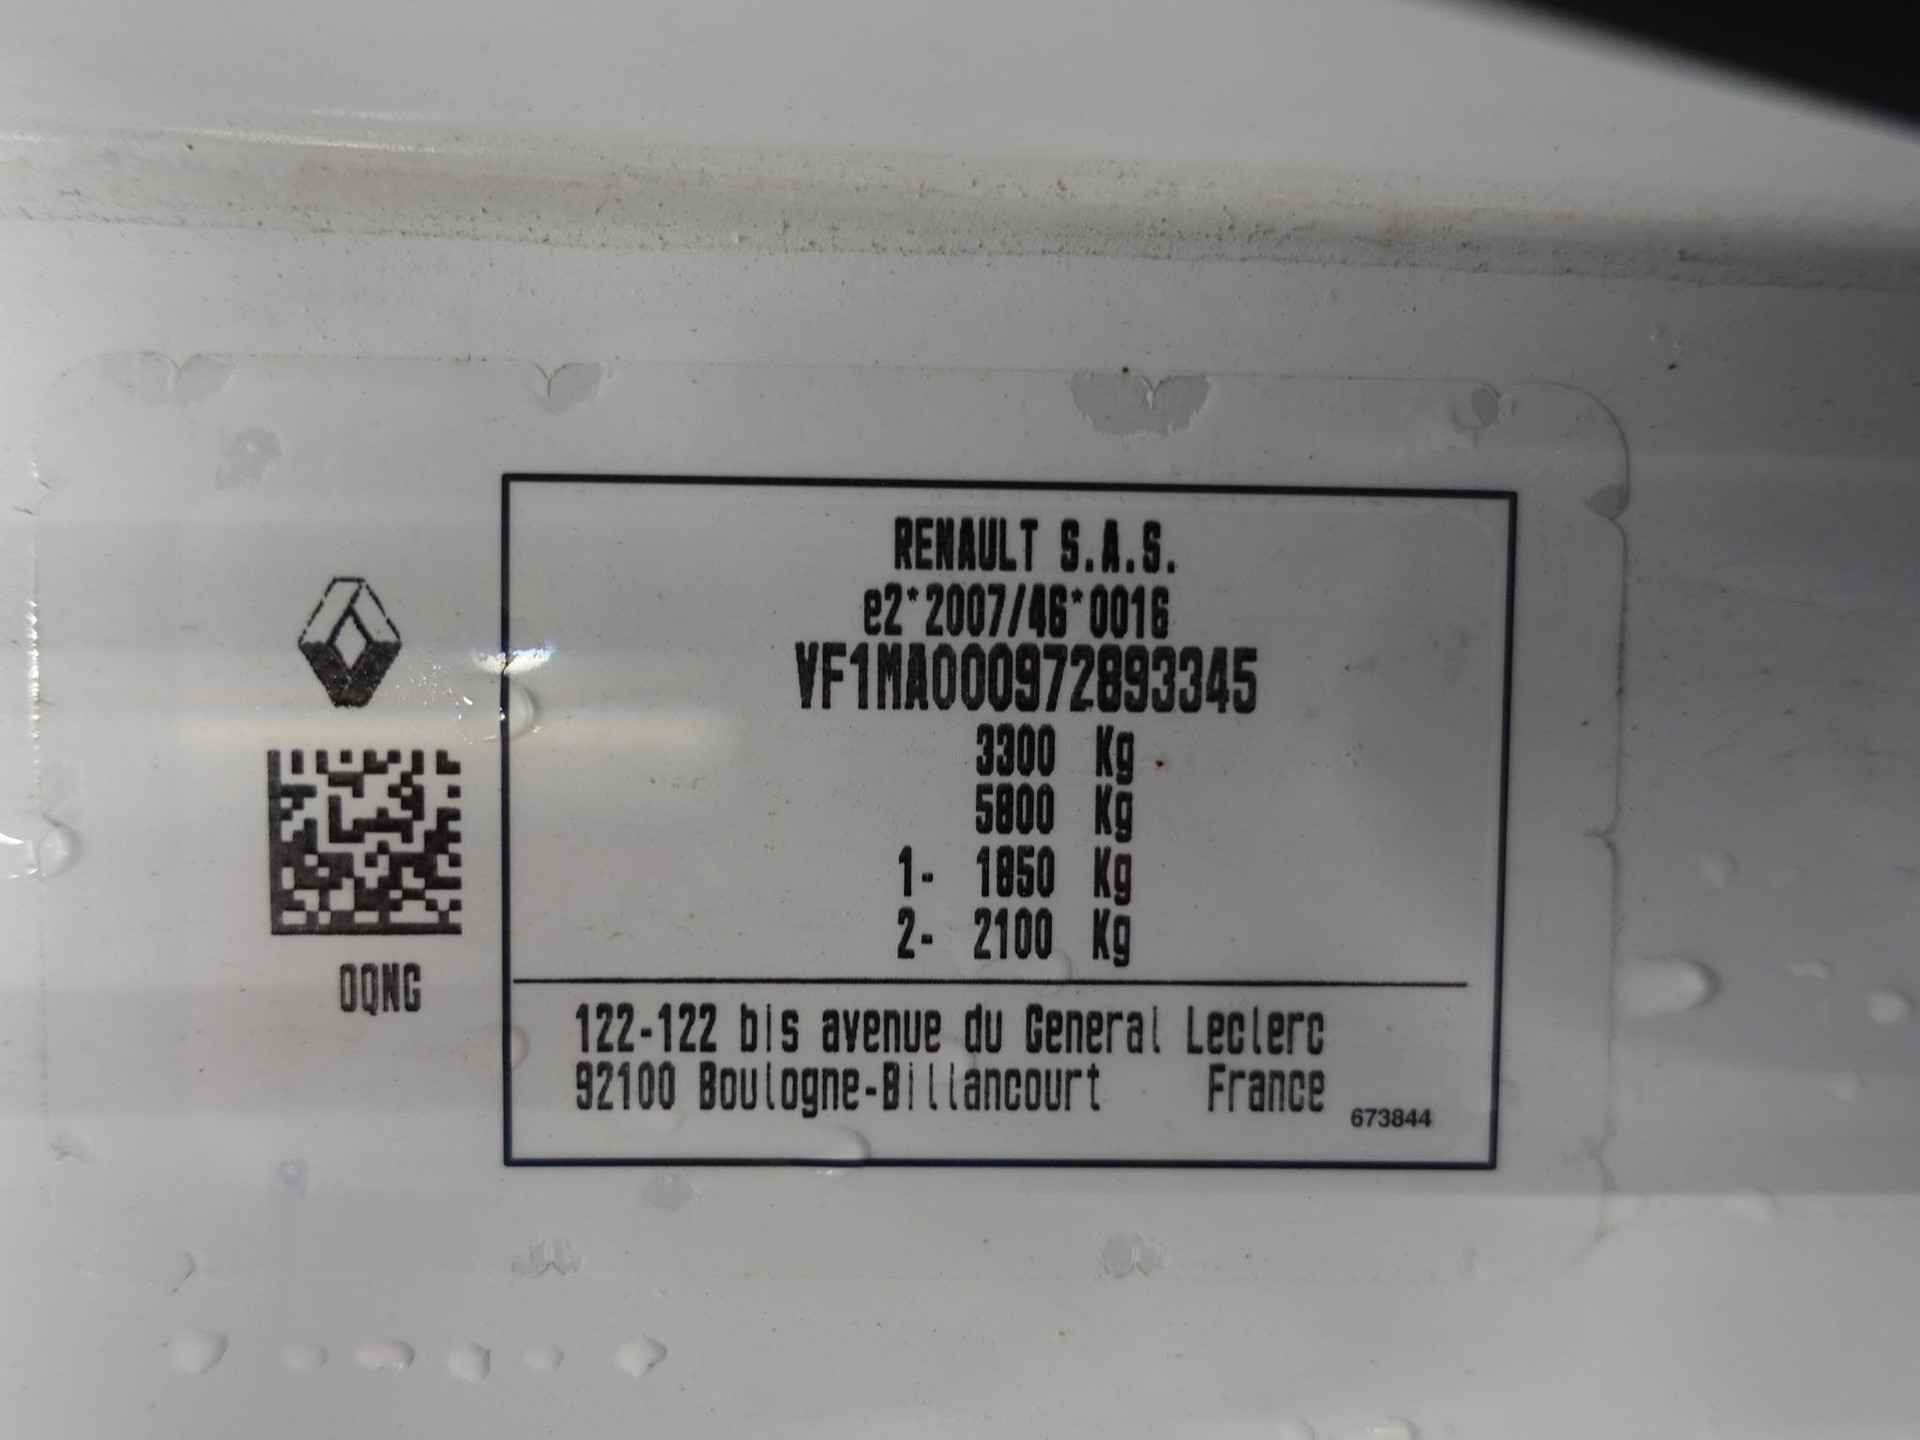 RENAULT S.A.S.
e2*2007/46*0016
VF1MA000972893345
3300 Kg
5800 Kg
1- 1850 Kg
2- 2100 Kg
0QNG
122-122 bis avenue du General Leclerc
92100 Boulogne-Billancourt France
673844